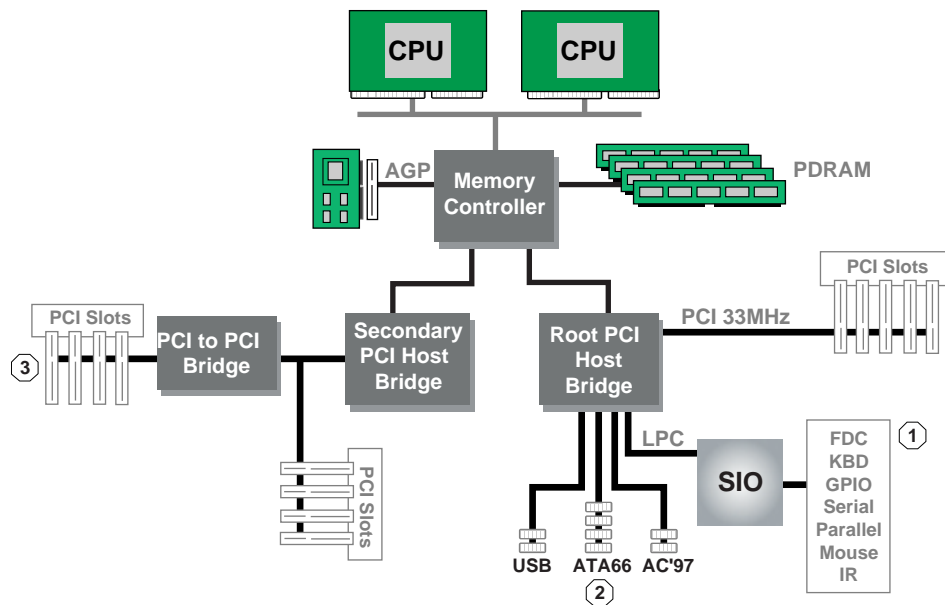 CPU
CPU
AGP
Memory
Controller
PDRAM
PCI Slots
PCI Slots
3
PCI to PCI
Bridge
Secondary
PCI Host
Bridge
Root PCI
Host
Bridge
PCI 33MHz
PCI Slots
LPC
SIO
1
FDC
KBD
GPIO
Serial
Parallel
Mouse
IR
USB
ATA66
AC'97
2